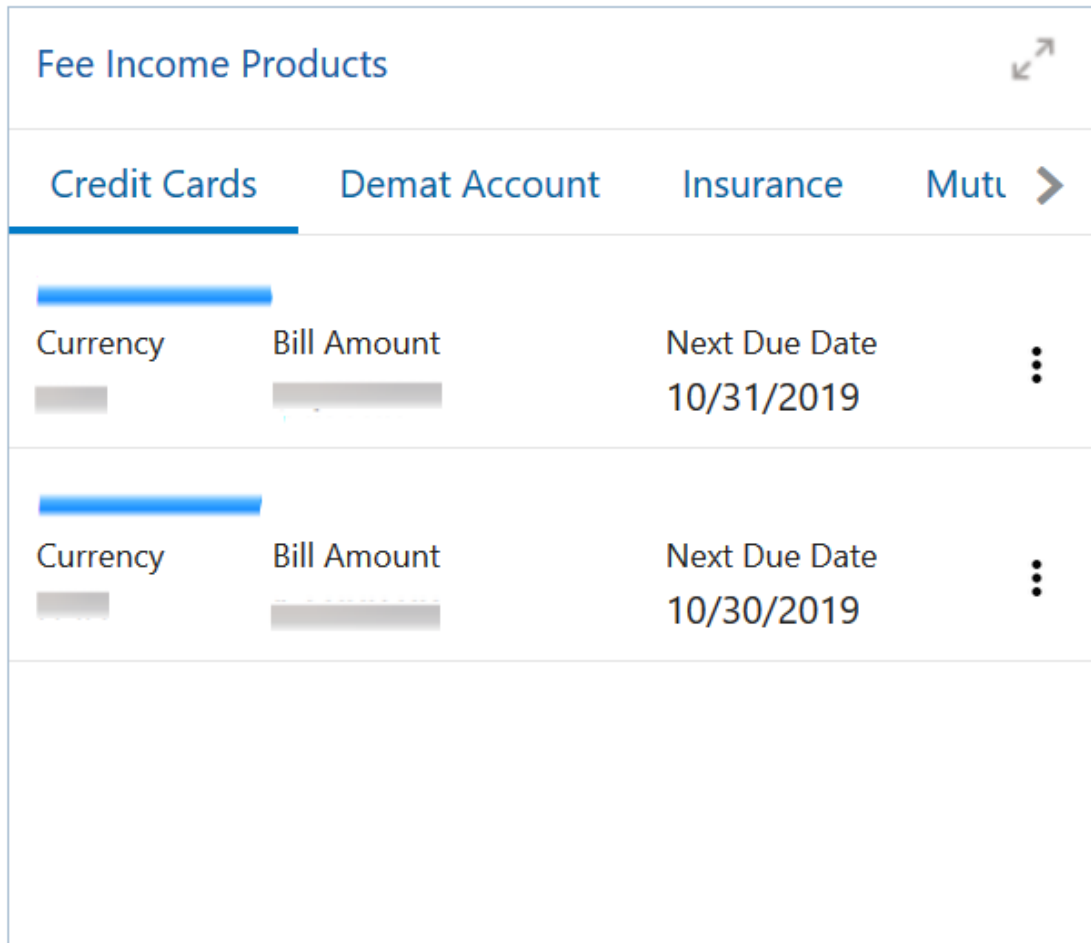 Fee Income Products
Credit Cards Demat Account Insurance Mutu
Currency Bill Amount Next Due Date
10/31/2019
Currency Bill Amount Next Due Date
10/30/2019